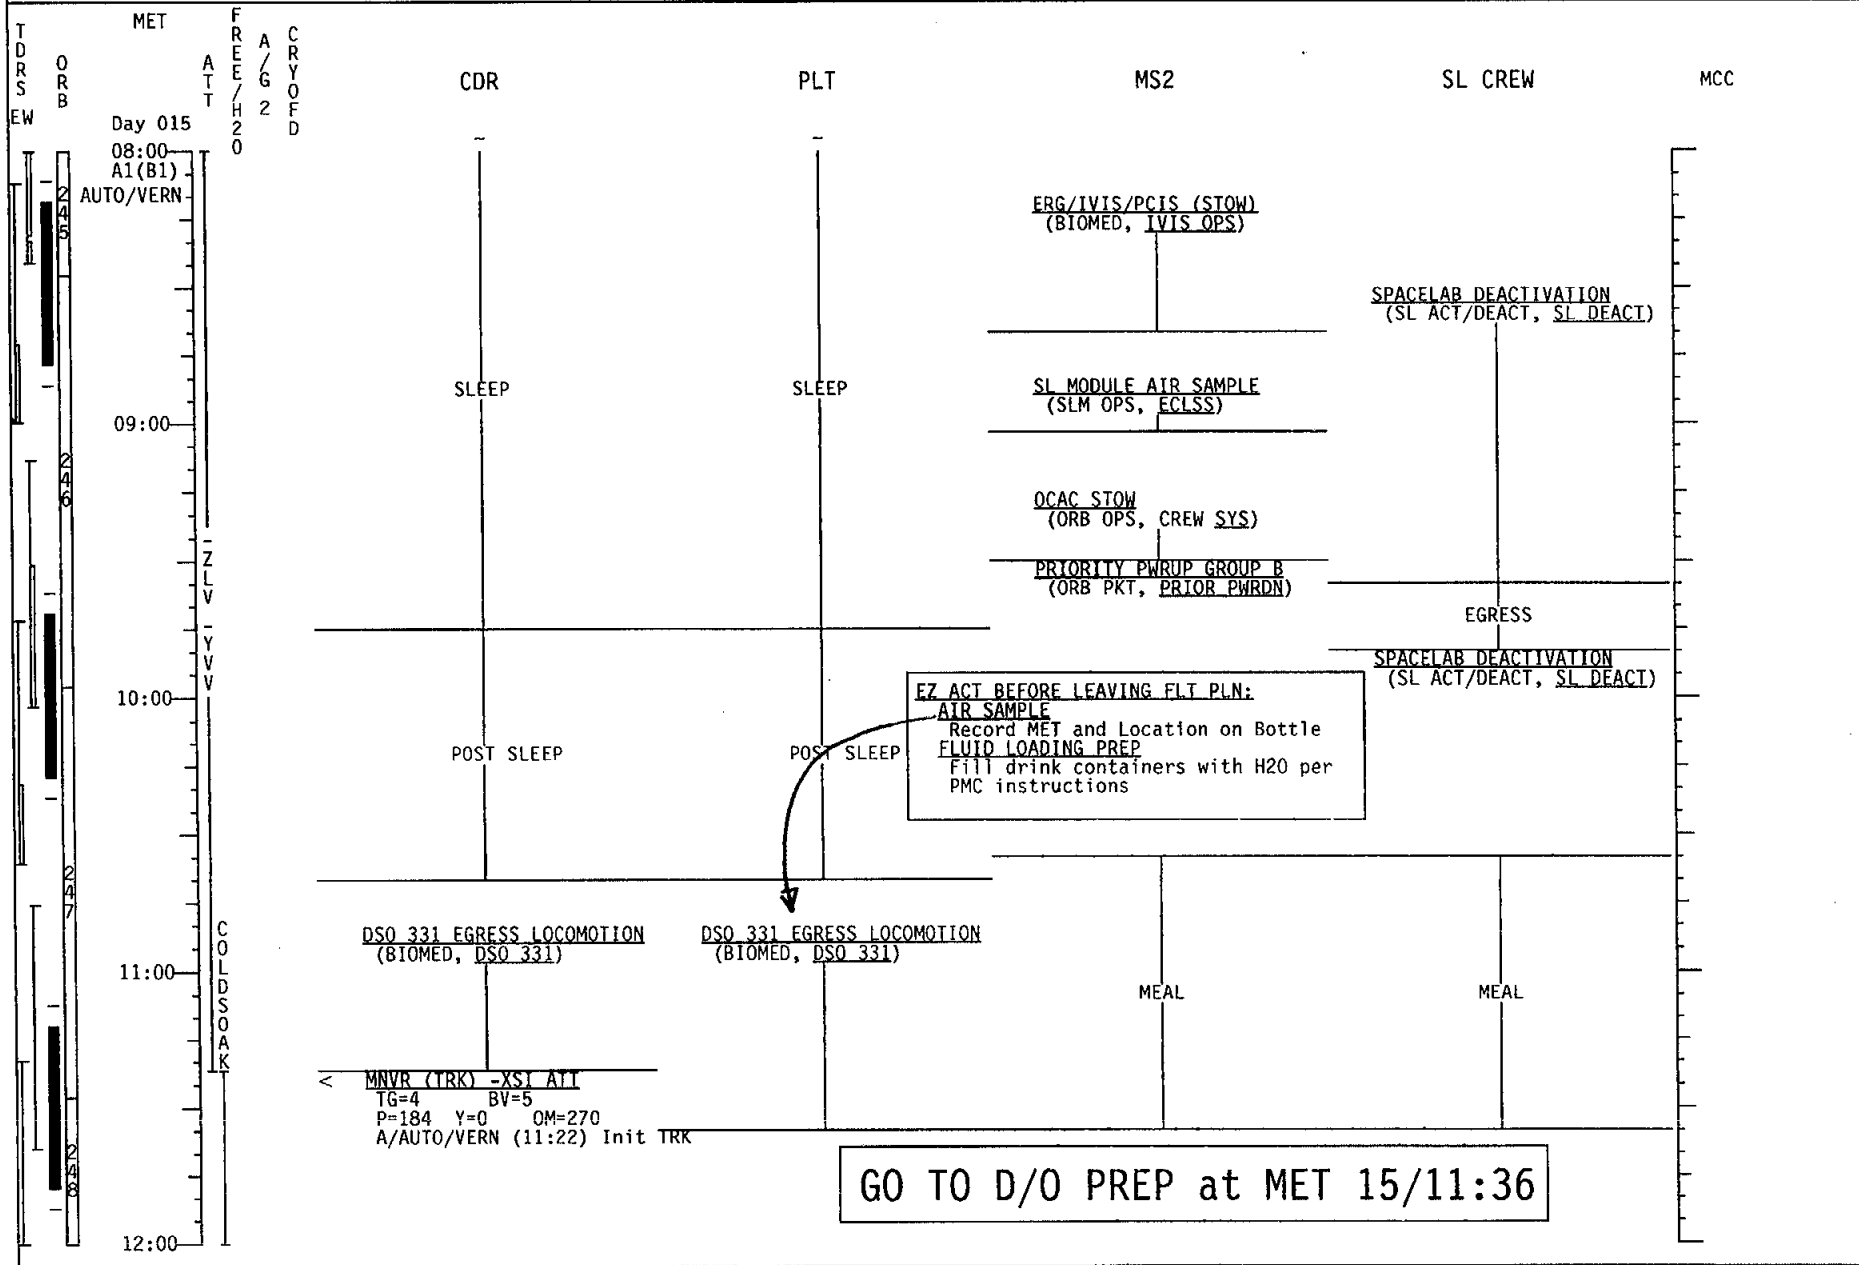 TDRS
EW
ORB
MET
ATT
FREE/H2O
A/G 2
CRYOFD
CDR
PLT
MS2
SL CREW
MCC
Day 015
08:00
A1(B1)
AUTO/VERN
245
ERG/IVIS/PCIS (STOW)
(BIOMED, IVIS OPS)
SPACELAB DEACTIVATION
(SL ACT/DEACT, SL DEACT)
SLEEP
SLEEP
SL MODULE AIR SAMPLE
(SLM OPS, ECLSS)
09:00
246
OCAC STOW
(ORB OPS, CREW SYS)
-ZLV -YVV
PRIORITY PWRUP GROUP B
(ORB PKT, PRIOR PWRDN)
EGRESS
SPACELAB DEACTIVATION
(SL ACT/DEACT, SL DEACT)
10:00
EZ ACT BEFORE LEAVING FLT PLN:
AIR SAMPLE
Record MET and Location on Bottle
FLUID LOADING PREP
Fill drink containers with H2O per
PMC instructions
POST SLEEP
POST SLEEP
247
COLDSOAK
DSO 331 EGRESS LOCOMOTION
(BIOMED, DSO 331)
DSO 331 EGRESS LOCOMOTION
(BIOMED, DSO 331)
11:00
MEAL
MEAL
< MNVR (TRK) -XSI ATT
TG=4 BV=5
P=184 Y=0 OM=270
A/AUTO/VERN (11:22) Init TRK
248
GO TO D/O PREP at MET 15/11:36
12:00